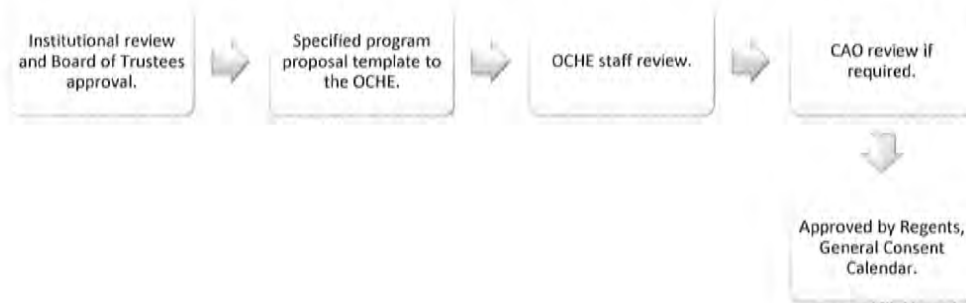 Institutional review
and Board of Trustees
approval.
Specified program
proposal template to
the OCHE.
OCHE staff review.
CAO review if
required.
Approved by Regents,
General Consent
Calendar.